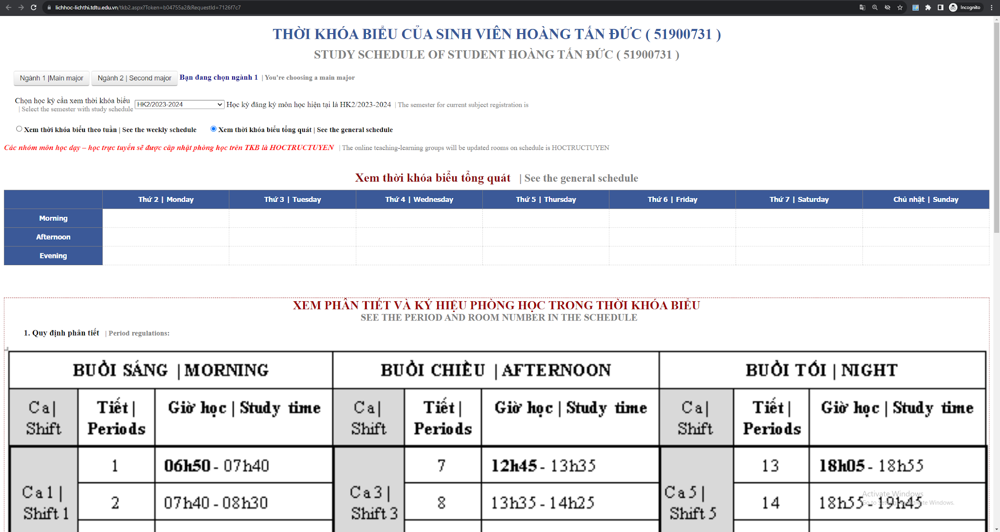 lichhoc-lichthi.tdtu.edu.vn/tkb2.aspx?Token=b04755a2&RequestId=7126f7c7
Incognito
THỜI KHÓA BIỂU CỦA SINH VIÊN HOÀNG TẤN ĐỨC ( 51900731 )
STUDY SCHEDULE OF STUDENT HOÀNG TẤN ĐỨC ( 51900731 )
Ngành 1 |Main major Ngành 2 | Second major Bạn đang chọn ngành 1 | You're choosing a main major
Chọn học kỳ cần xem thời khóa biểu
| Select the semester with study schedule
HK2/2023-2024 Học kỳ đăng ký môn học hiện tại là HK2/2023-2024 | The semester for current subject registration is
Xem thời khóa biểu theo tuần | See the weekly schedule Xem thời khóa biểu tổng quát | See the general schedule
Các nhóm môn học dạy – học trực tuyến sẽ được cập nhật phòng học trên TKB là HOCTRUCTUYEN | The online teaching-learning groups will be updated rooms on schedule is HOCTRUCTUYEN
Xem thời khóa biểu tổng quát | See the general schedule
Thứ 2 | Monday Thứ 3 | Tuesday Thứ 4 | Wednesday Thứ 5 | Thursday Thứ 6 | Friday Thứ 7 | Saturday Chủ nhật | Sunday
Morning
Afternoon
Evening
XEM PHÂN TIẾT VÀ KÝ HIỆU PHÒNG HỌC TRONG THỜI KHÓA BIỂU
SEE THE PERIOD AND ROOM NUMBER IN THE SCHEDULE
1. Quy định phân tiết | Period regulations:
BUỔI SÁNG | MORNING BUỔI CHIỀU | AFTERNOON BUỔI TỐI | NIGHT
Ca | Shift Tiết | Periods Giờ học | Study time Ca | Shift Tiết | Periods Giờ học | Study time Ca | Shift Tiết | Periods Giờ học | Study time
Ca 1 | Shift 1 Ca 3 | Shift 3 Ca 5 | Shift 5
1 06h50 - 07h40 7 12h45 - 13h35 13 18h05 - 18h55
2 07h40 - 08h30 8 13h35 - 14h25 14 18h55 - 19h45
Activate Windows
Go to Settings to activate Windows.